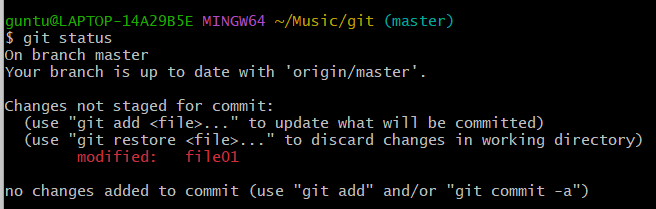 guntu@LAPTOP-14A29B5E MINGW64 ~/Music/git (master)
$ git status
On branch master
Your branch is up to date with 'origin/master'.

Changes not staged for commit:
  (use "git add <file>..." to update what will be committed)
  (use "git restore <file>..." to discard changes in working directory)
        modified:   file01

no changes added to commit (use "git add" and/or "git commit -a")